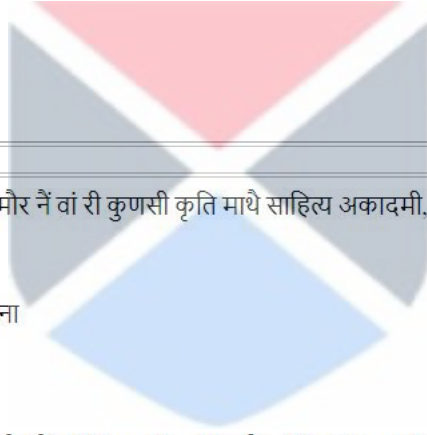 मौर नैं वां री कुणसी कृति माथै साहित्य अकादमी,
ना